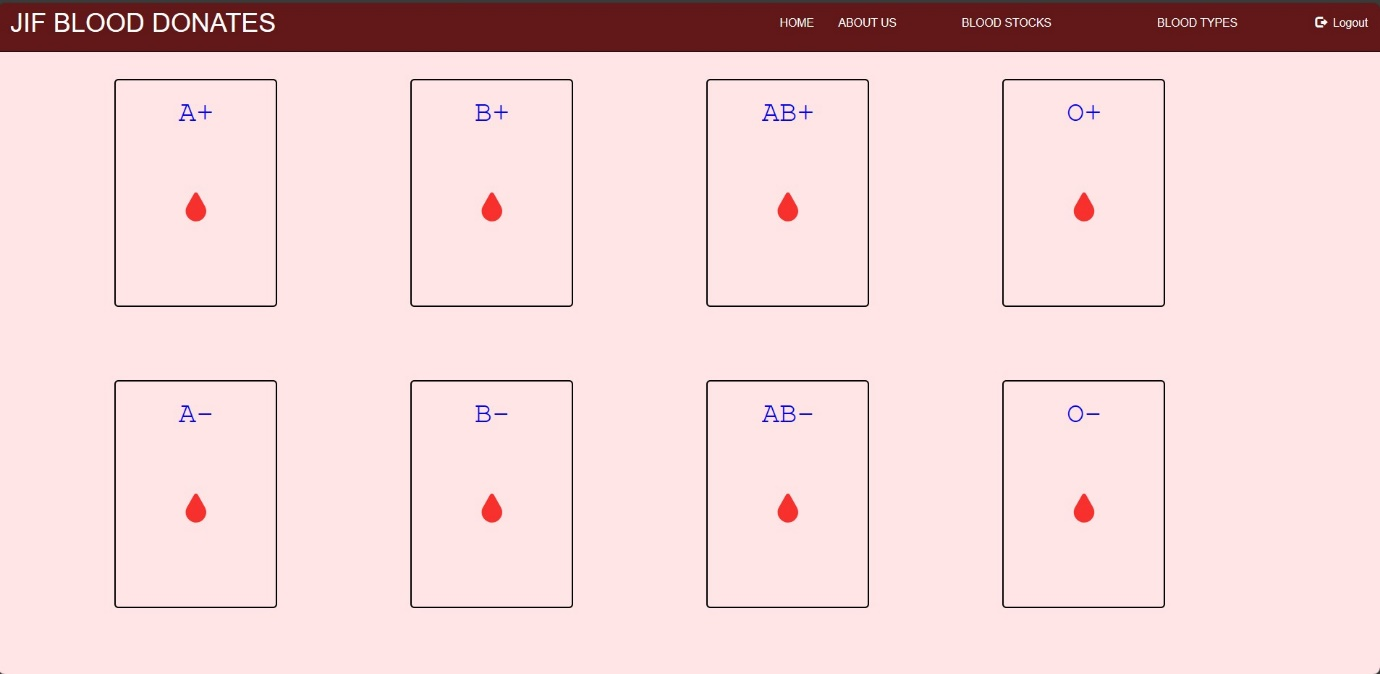 JIF BLOOD DONATES
HOME ABOUT US BLOOD STOCKS BLOOD TYPES Logout
A+ B+ AB+ O+
A- B- AB- O-